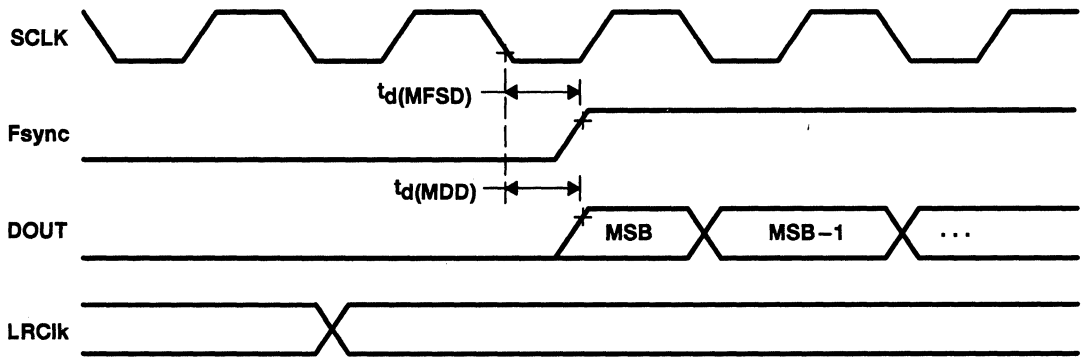 SCLK
td(MFSD)
Fsync
td(MDD)
DOUT
MSB
MSB–1
...
LRClk